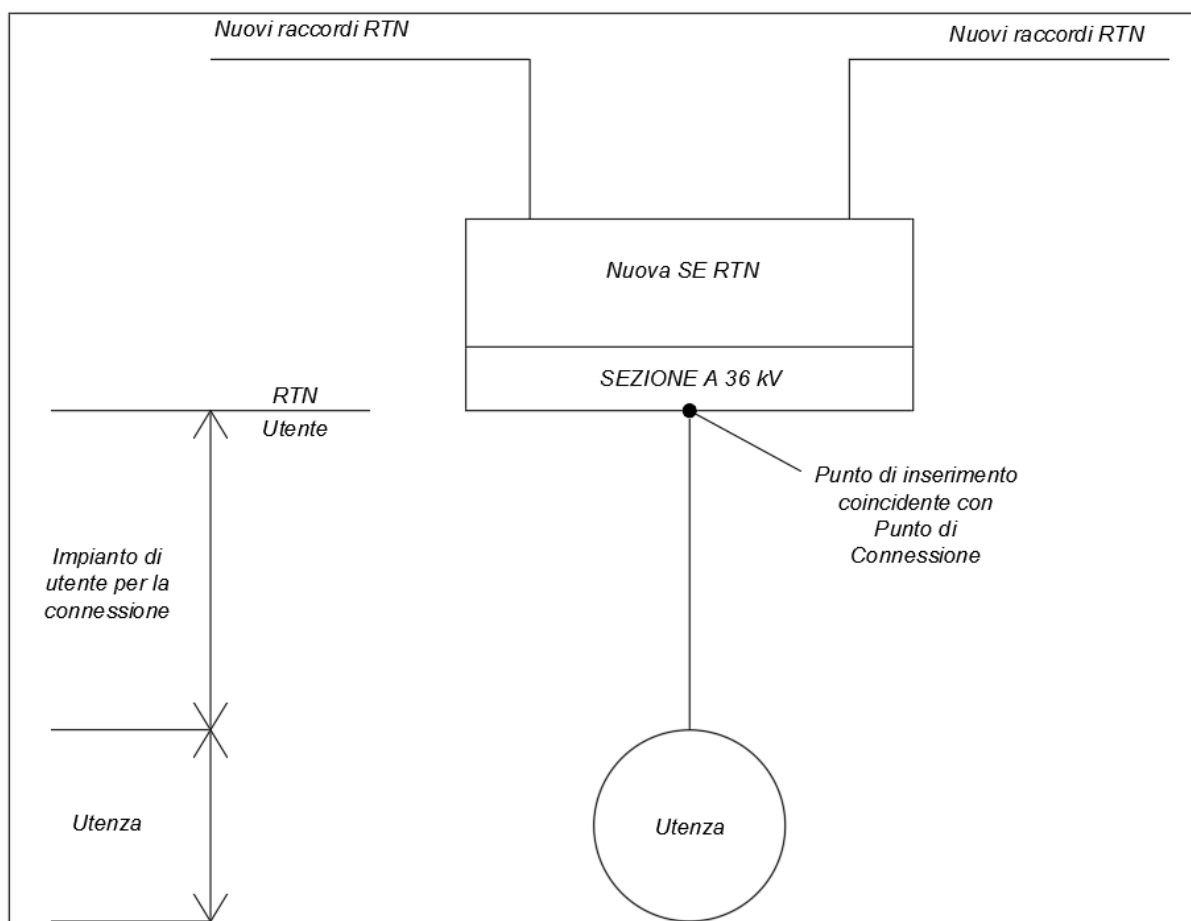 Nuovi raccordi RTN
Nuovi raccordi RTN
Nuova SE RTN
SEZIONE A 36 kV
RTN
Utente
Punto di inserimento
coincidente con
Punto di
Connessione
Impianto di
utente per la
connessione
Utenza
Utenza